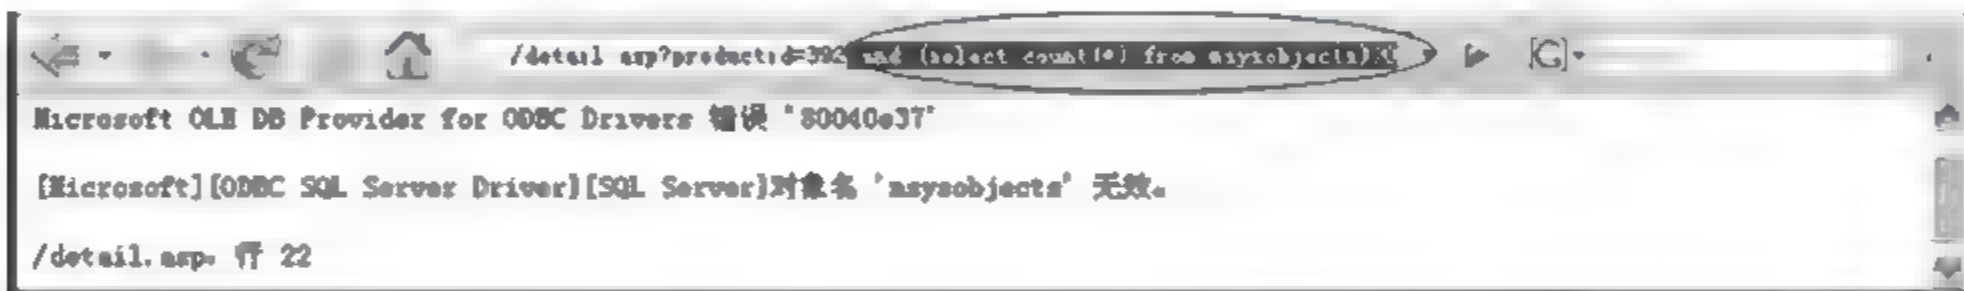 /detail asp?productid=392 and (select count(*) from msysobjects)>0
Microsoft OLE DB Provider for ODBC Drivers 错误 '80040e37'
[Microsoft][ODBC SQL Server Driver][SQL Server]对象名 'msysobjects' 无效。
/detail.asp，行 22